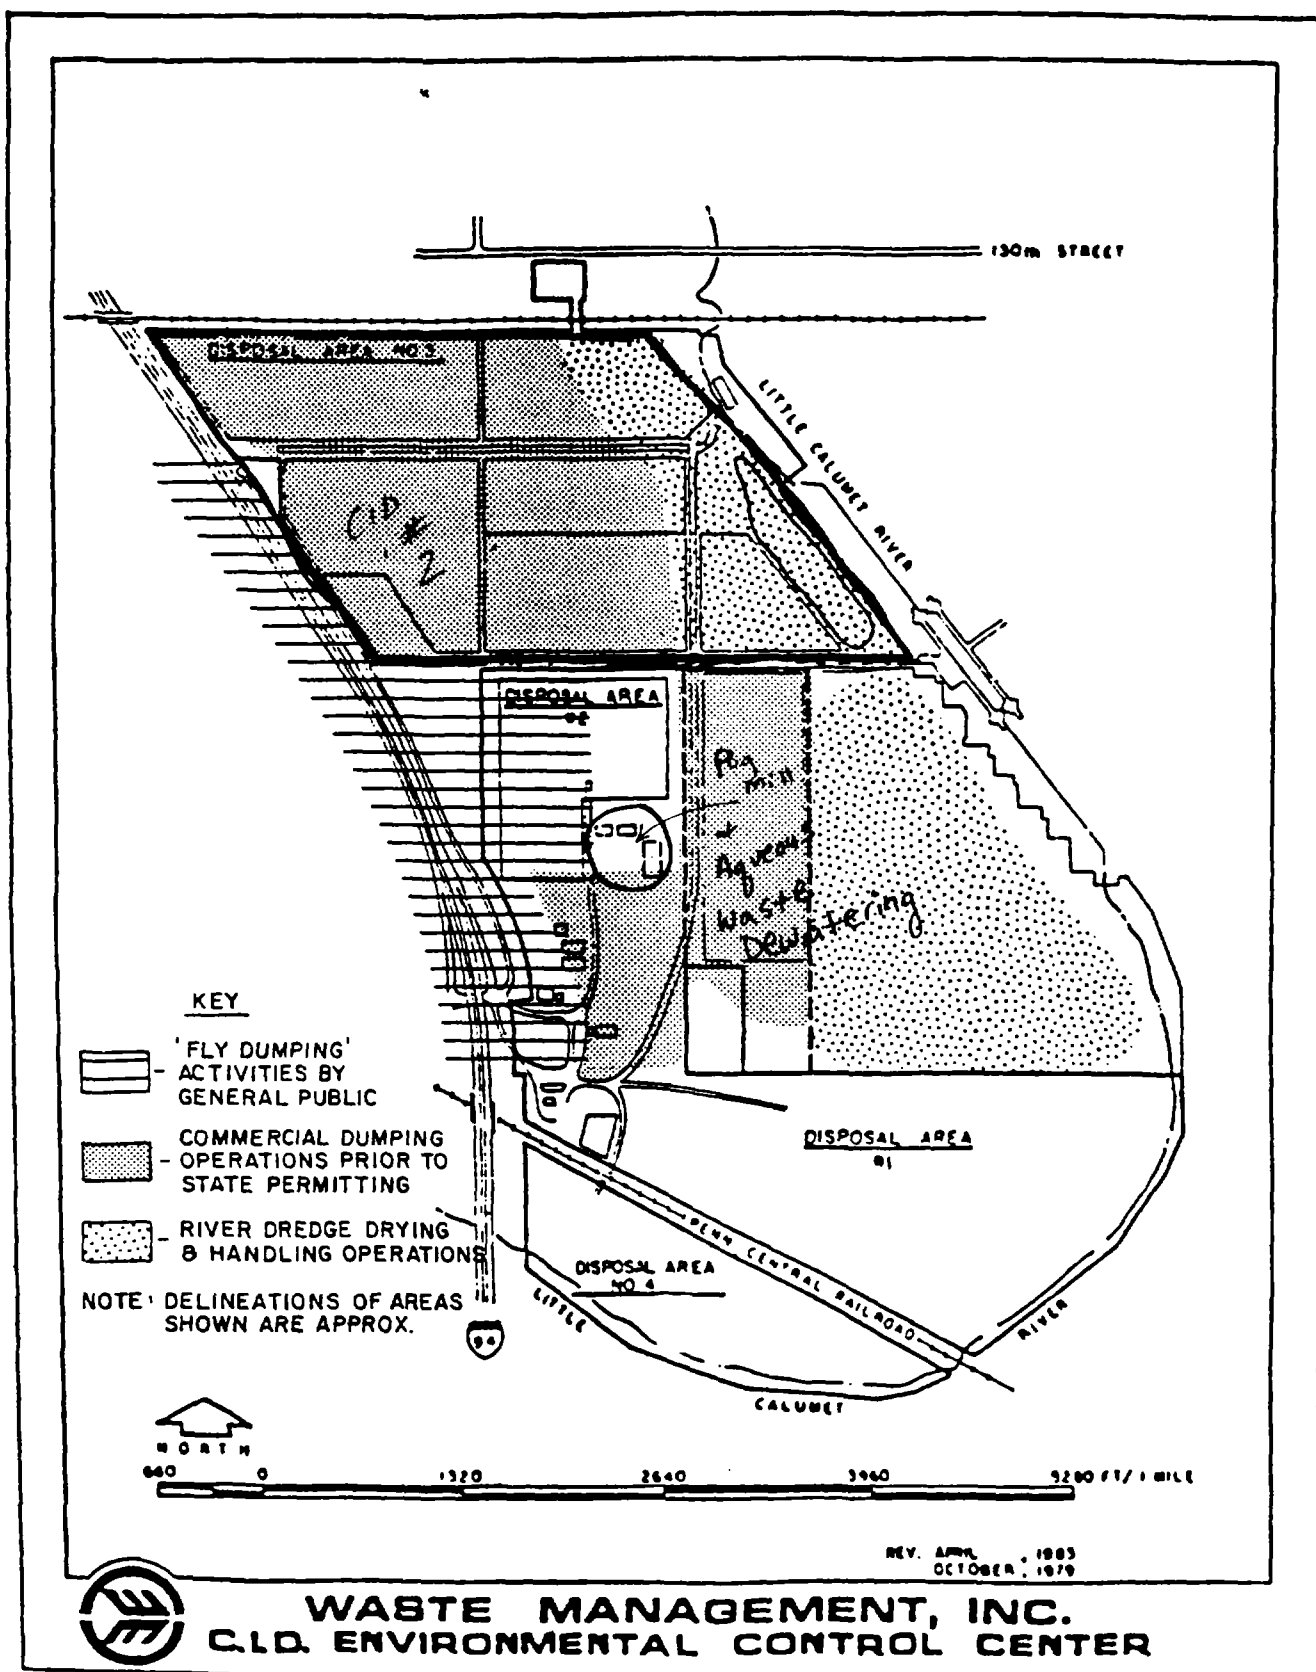 130th STREET
DISPOSAL AREA NO. 3
LITTLE CALUMET RIVER
CID
#
2
DISPOSAL AREA
#2
Pug
mill
+
Aqueous
Waste
Dewatering
KEY
'FLY DUMPING'
ACTIVITIES BY
GENERAL PUBLIC
COMMERCIAL DUMPING
OPERATIONS PRIOR TO
STATE PERMITTING
RIVER DREDGE DRYING
& HANDLING OPERATIONS
NOTE: DELINEATIONS OF AREAS
SHOWN ARE APPROX.
DISPOSAL AREA
#1
PENN CENTRAL RAILROAD
DISPOSAL AREA
NO. 4
LITTLE
CALUMET
RIVER
94
NORTH
660 0 1320 2640 3960 5280 FT/1 MILE
REV. APRIL, 1983
OCTOBER, 1979
WASTE MANAGEMENT, INC.
C.I.D. ENVIRONMENTAL CONTROL CENTER